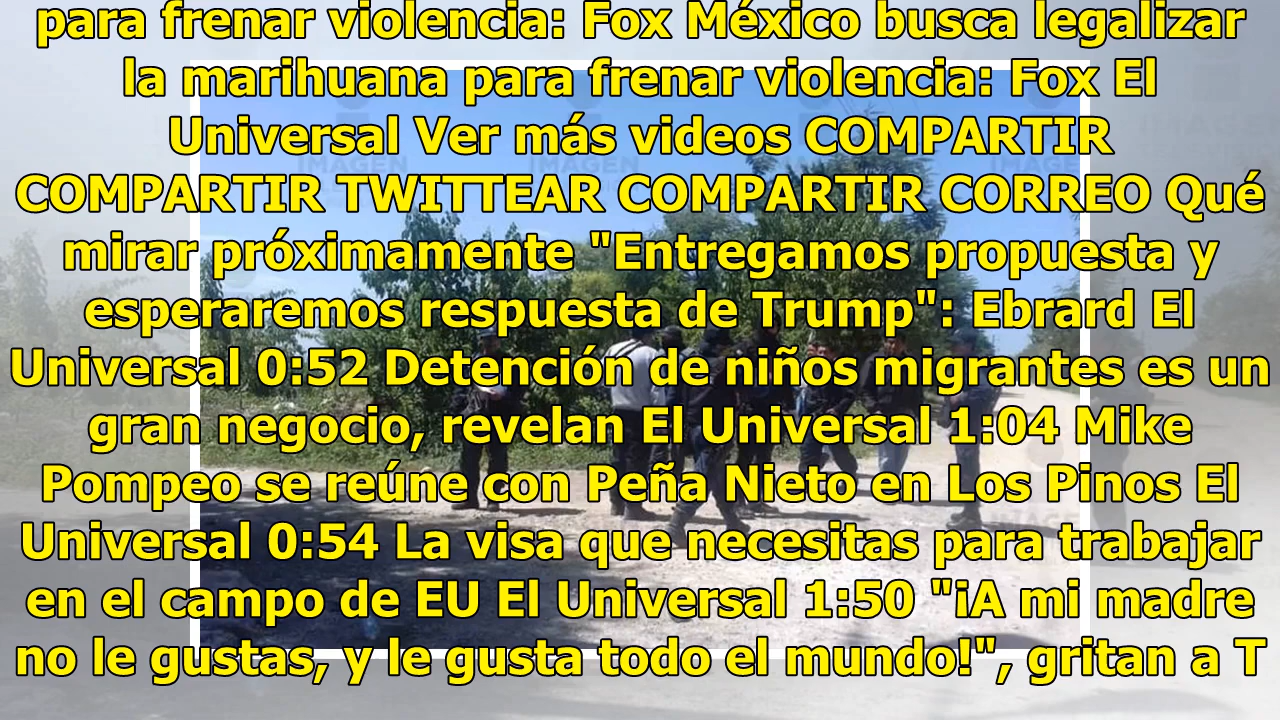 para frenar violencia: Fox México busca legalizar
la marihuana para frenar violencia: Fox El
Universal Ver más videos COMPARTIR
COMPARTIR TWITTEAR COMPARTIR CORREO Qué
mirar próximamente "Entregamos propuesta y
esperaremos respuesta de Trump": Ebrard El
Universal 0:52 Detención de niños migrantes es un
gran negocio, revelan El Universal 1:04 Mike
Pompeo se reúne con Peña Nieto en Los Pinos El
Universal 0:54 La visa que necesitas para trabajar
en el campo de EU El Universal 1:50 "¡A mi madre
no le gustas, y le gusta todo el mundo!", gritan a T